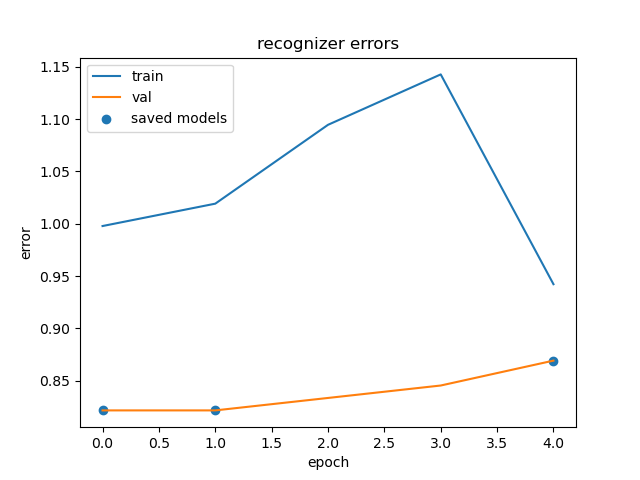 recognizer errors
train
val
saved models
1.15
1.10
1.05
1.00
0.95
0.90
0.85
error
0.0 0.5 1.0 1.5 2.0 2.5 3.0 3.5 4.0
epoch